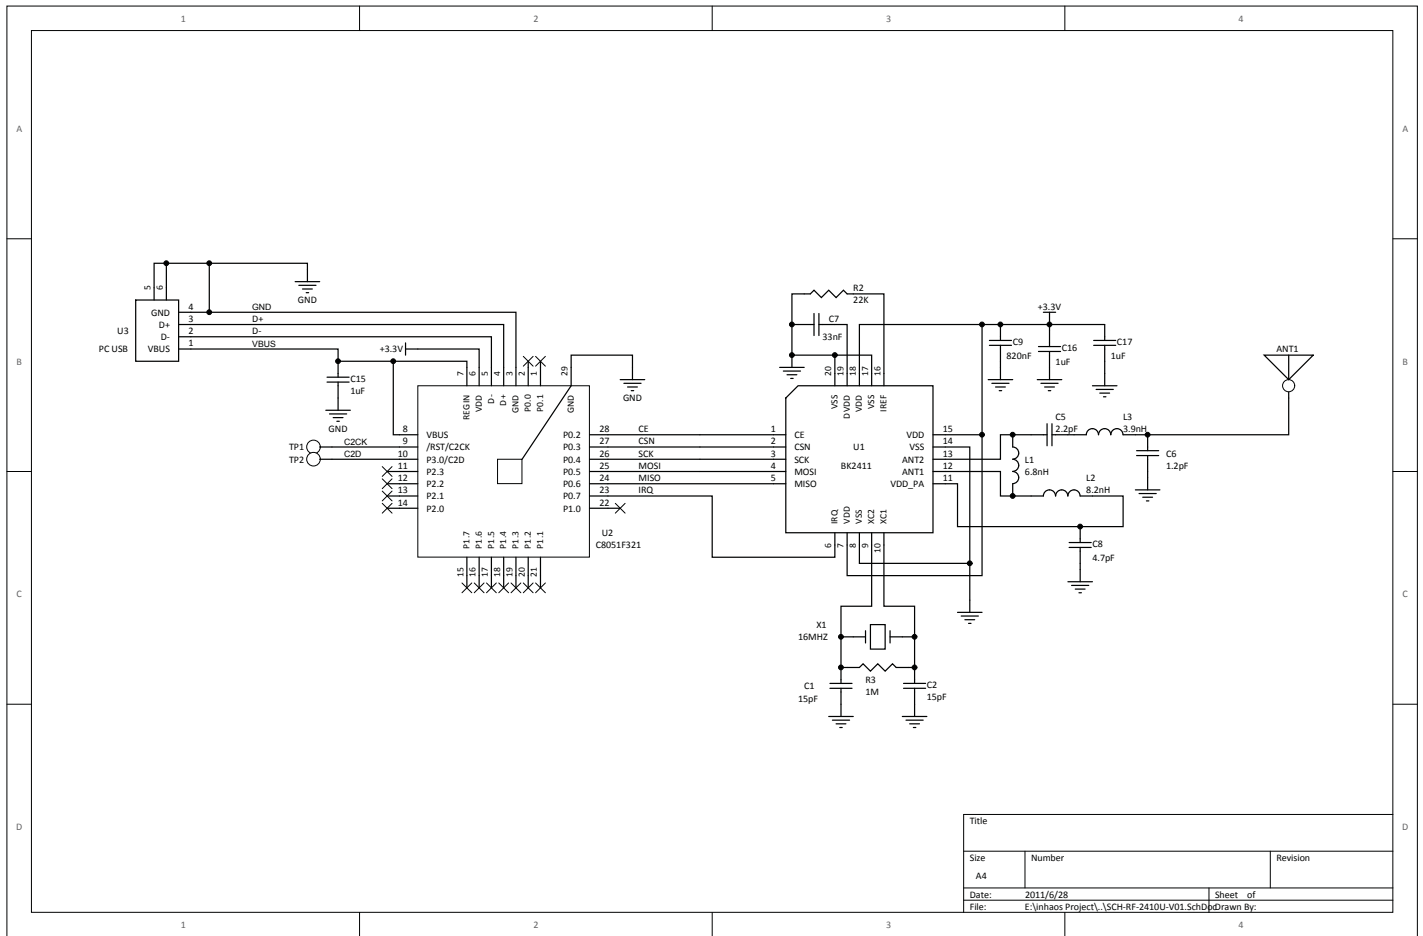 1 2 3 4
A A
B B
C C
D D
1 2 3 4
5 6
GND
4 GND
3 D+
2 D-
1 VBUS
GND
D+
D-
VBUS
U3
PC USB
+3.3V
C15
1uF
GND
7 6 5 4 3 2 1 29
REGIN VDD D- D+ GND P0.0 P0.1 GND
GND
8 VBUS
TP1 C2CK 9 /RST/C2CK
TP2 C2D 10 P3.0/C2D
11 P2.3
12 P2.2
13 P2.1
14 P2.0
P0.2 28 CE
P0.3 27 CSN
P0.4 26 SCK
P0.5 25 MOSI
P0.6 24 MISO
P0.7 23 IRQ
P1.0 22
P1.7 P1.6 P1.5 P1.4 P1.3 P1.2 P1.1
15 16 17 18 19 20 21
U2
C8051F321
R2
22K
C7
33nF
20 19 18 17 16
VSS DVDD VDD VSS IREF
1 CE
2 CSN
3 SCK
4 MOSI
5 MISO
U1
BK2411
VDD 15
VSS 14
ANT2 13
ANT1 12
VDD_PA 11
IRQ VDD VSS XC2 XC1
6 7 8 9 10
+3.3V
C9
820nF
C16
1uF
C17
1uF
ANT1
C5
2.2pF
L3
3.9nH
C6
1.2pF
L1
6.8nH
L2
8.2nH
C8
4.7pF
X1
16MHZ
R3
1M
C1
15pF
C2
15pF
Title
Size Number Revision
A4
Date: 2011/6/28 Sheet of
File: E:\inhaos Project\..\SCH-RF-2410U-V01.SchDoc Drawn By: